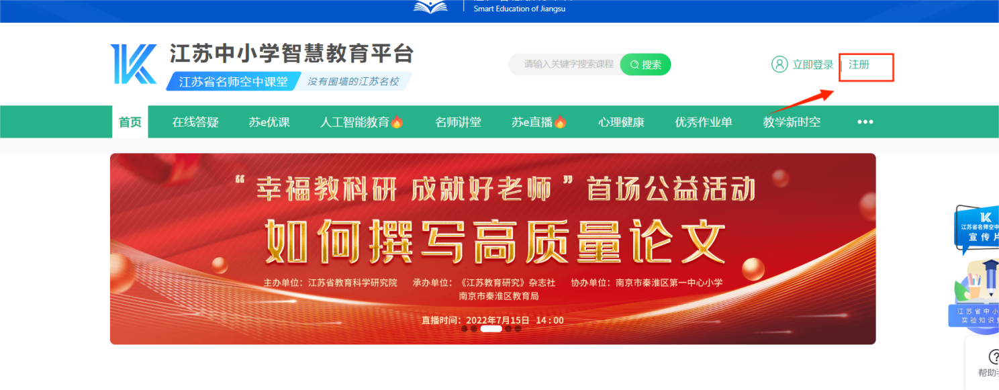 Smart Education of Jiangsu
江苏中小学智慧教育平台
江苏省名师空中课堂 没有围墙的江苏名校
请输入关键字搜索课程 搜索
立即登录 | 注册
首页 在线答疑 苏e优课 人工智能教育 名师讲堂 苏e直播 心理健康 优秀作业单 教学新时空 •••
“幸福教科研 成就好老师”首场公益活动
如何撰写高质量论文
主办单位：江苏省教育科学研究院 承办单位：《江苏教育研究》杂志社 协办单位：南京市秦淮区第一中心小学
南京市秦淮区教育局
直播时间：2022年7月15日 14:00
江苏省名师空中
宣传片
江苏省中小
实验知识
帮助